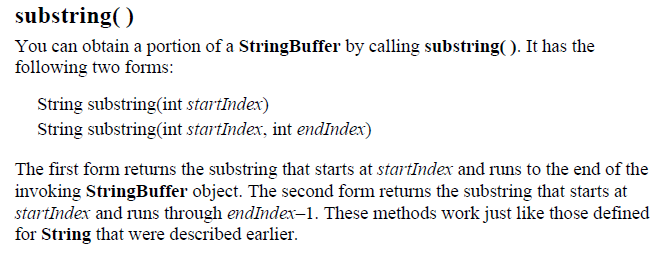 substring( )
You can obtain a portion of a StringBuffer by calling substring( ). It has the
following two forms:
String substring(int startIndex)
String substring(int startIndex, int endIndex)
The first form returns the substring that starts at startIndex and runs to the end of the
invoking StringBuffer object. The second form returns the substring that starts at
startIndex and runs through endIndex–1. These methods work just like those defined
for String that were described earlier.